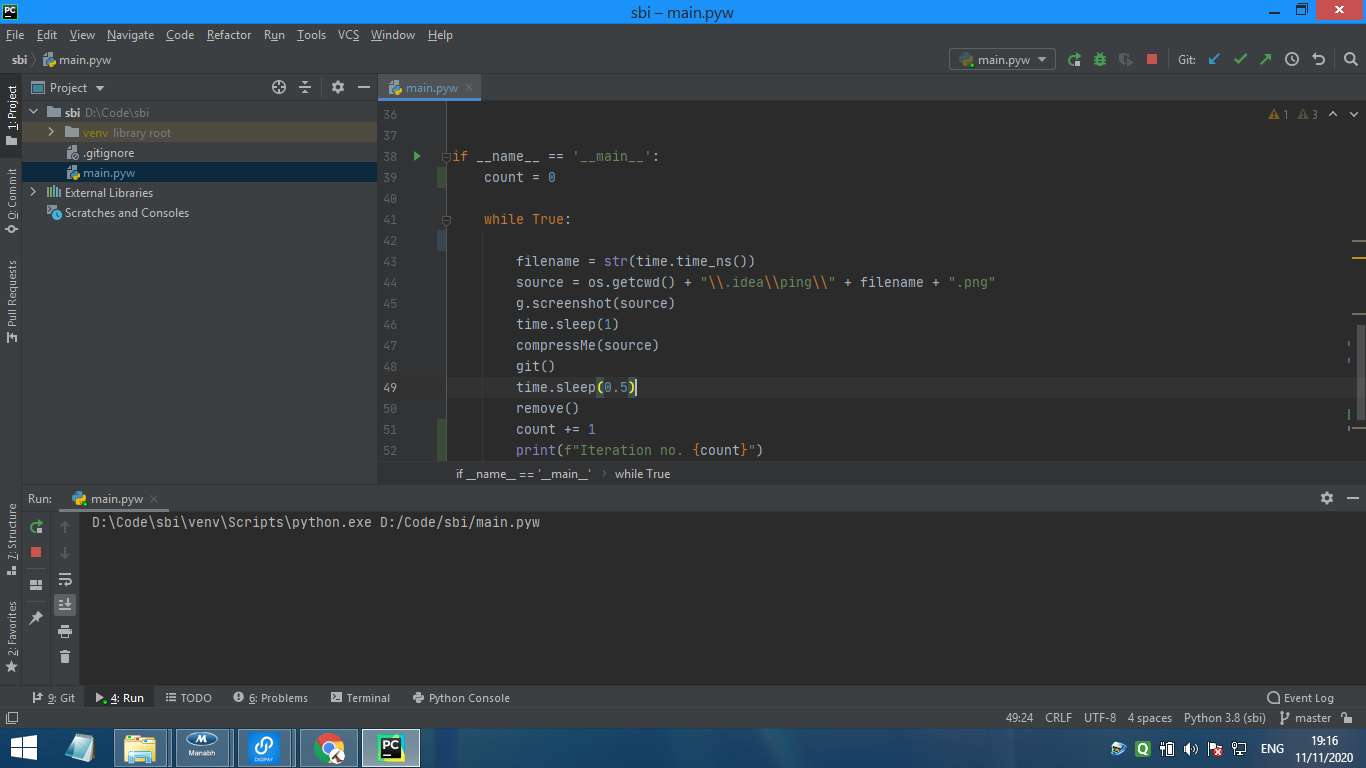 sbi – main.pyw
File Edit View Navigate Code Refactor Run Tools VCS Window Help
sbi main.pyw
main.pyw
Git:
1: Project
Project
sbi D:\Code\sbi
venv library root
.gitignore
main.pyw
External Libraries
Scratches and Consoles
0: Commit
Pull Requests
main.pyw
1 3
36
37
38 if __name__ == '__main__':
39 count = 0
40
41 while True:
42
43 filename = str(time.time_ns())
44 source = os.getcwd() + "\\.idea\\ping\\" + filename + ".png"
45 g.screenshot(source)
46 time.sleep(1)
47 compressMe(source)
48 git()
49 time.sleep(0.5)
50 remove()
51 count += 1
52 print(f"Iteration no. {count}")
if __name__ == '__main__' › while True
Run: main.pyw
D:\Code\sbi\venv\Scripts\python.exe D:/Code/sbi/main.pyw
7: Structure
2: Favorites
9: Git 4: Run TODO 6: Problems Terminal Python Console Event Log
49:24 CRLF UTF-8 4 spaces Python 3.8 (sbi) master
Manabh
DIGIPAY
PC
ENG
19:16
11/11/2020